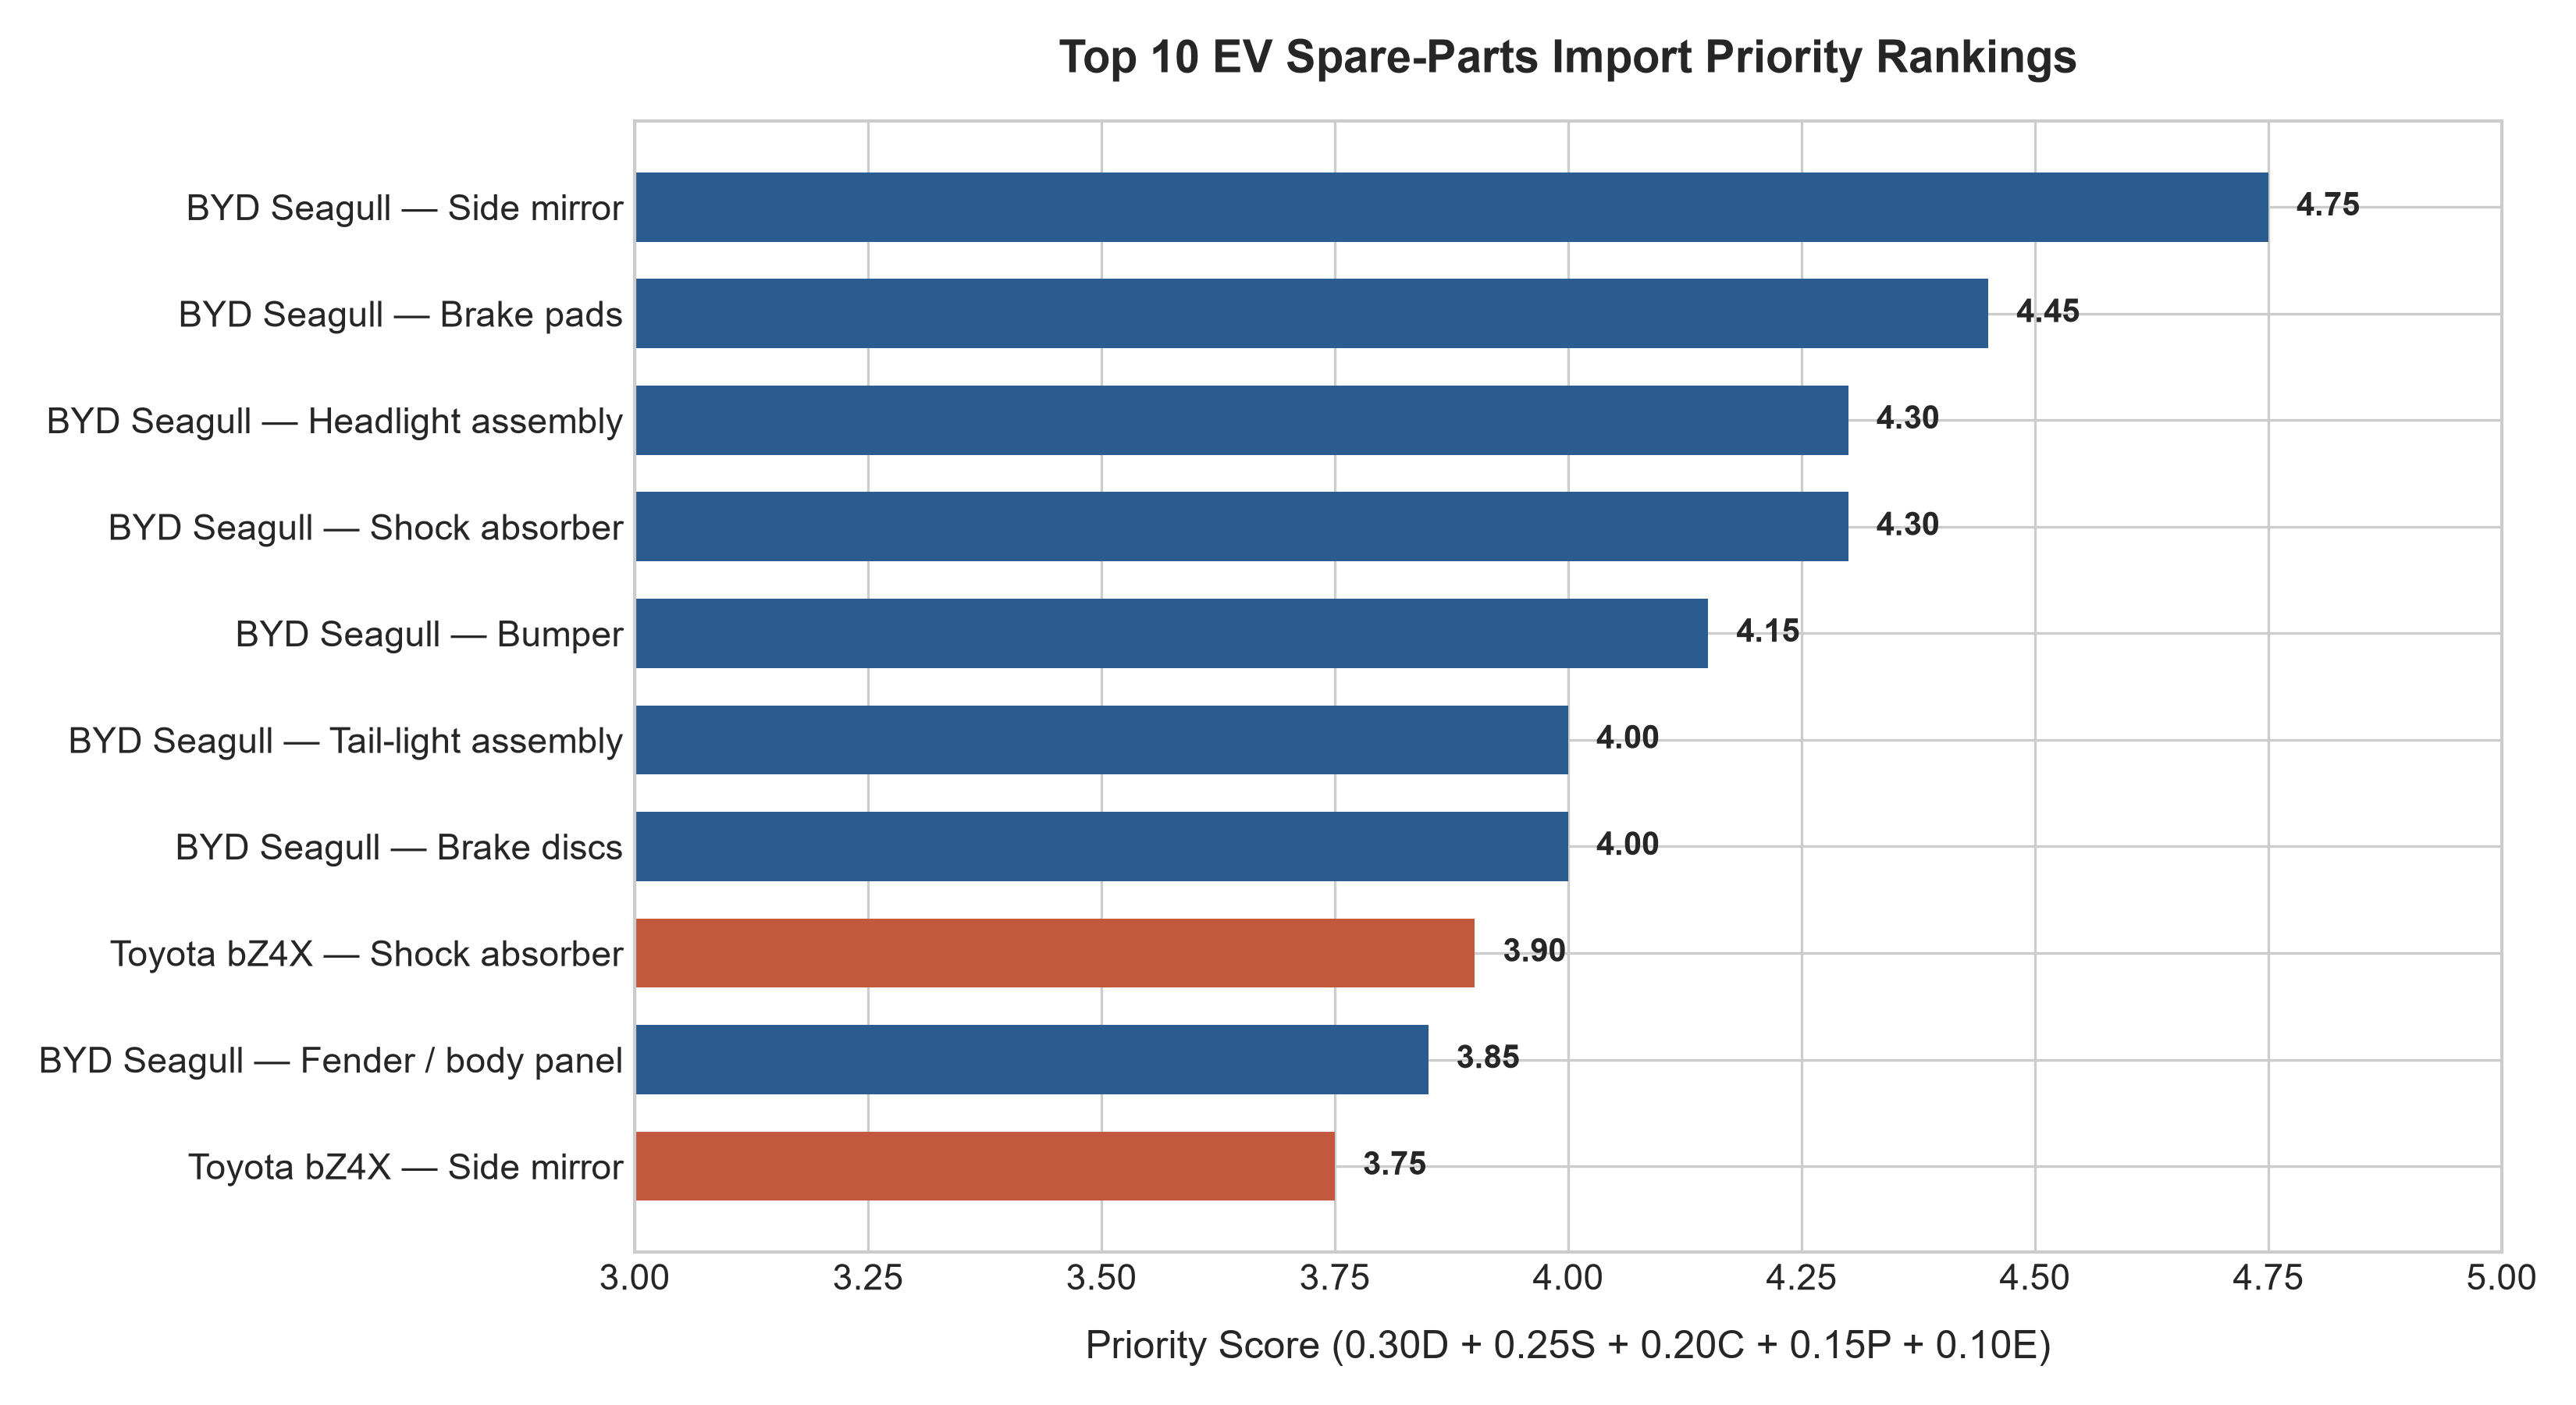 Top 10 EV Spare-Parts Import Priority Rankings
BYD Seagull — Side mirror 4.75
BYD Seagull — Brake pads 4.45
BYD Seagull — Headlight assembly 4.30
BYD Seagull — Shock absorber 4.30
BYD Seagull — Bumper 4.15
BYD Seagull — Tail-light assembly 4.00
BYD Seagull — Brake discs 4.00
Toyota bZ4X — Shock absorber 3.90
BYD Seagull — Fender / body panel 3.85
Toyota bZ4X — Side mirror 3.75
3.00 3.25 3.50 3.75 4.00 4.25 4.50 4.75 5.00
Priority Score (0.30D + 0.25S + 0.20C + 0.15P + 0.10E)